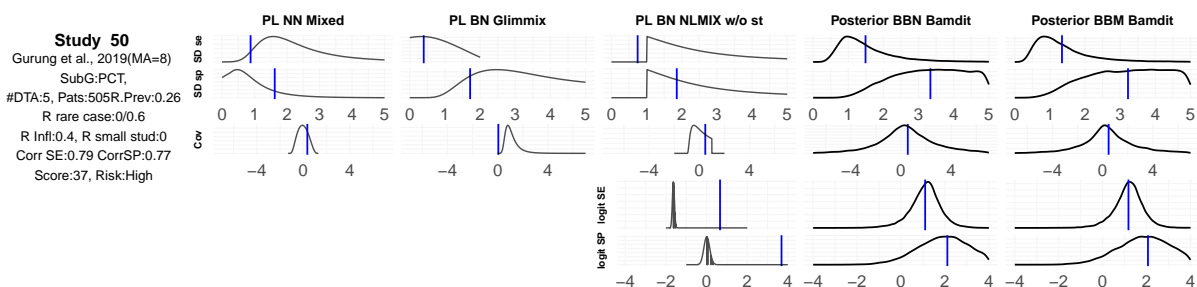 PL NN Mixed
PL BN Glimmix
PL BN NLMIX w/o st
Posterior BBN Bamdit
Posterior BBM Bamdit
Study 50
Gurung et al., 2019(MA=8)
SubG:PCT,
#DTA:5, Pats:505R.Prev:0.26
R rare case:0/0.6
R Infl:0.4, R small stud:0
Corr SE:0.79 CorrSP:0.77
Score:37, Risk:High
SD se
SD sp
0 1 2 3 4 5
0 1 2 3 4 5
0 1 2 3 4 5
0 1 2 3 4 5
0 1 2 3 4 5
Cov
−4 0 4
−4 0 4
−4 0 4
−4 0 4
−4 0 4
logit SE
logit SP
−4 −2 0 2 4
−4 −2 0 2 4
−4 −2 0 2 4